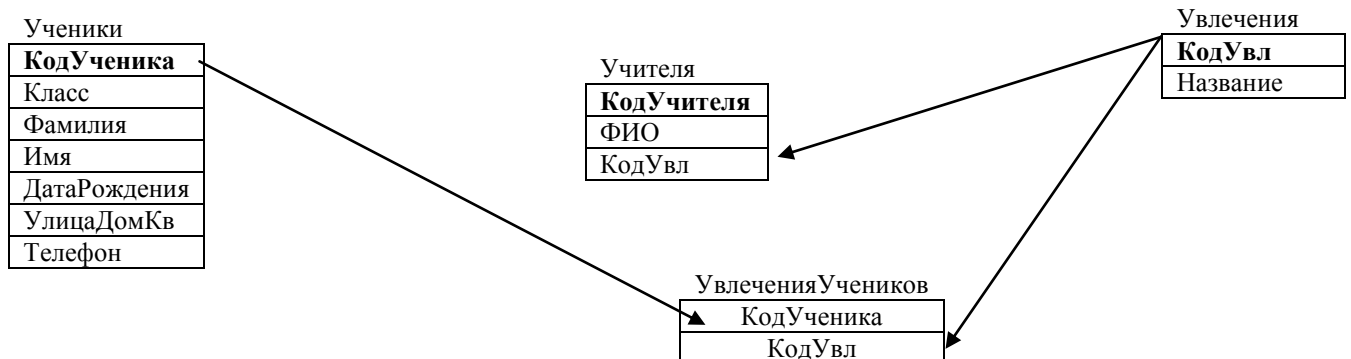 Ученики
КодУченика
Класс
Фамилия
Имя
ДатаРождения
УлицаДомКв
Телефон
Учителя
КодУчителя
ФИО
КодУвл
Увлечения
КодУвл
Название
УвлеченияУчеников
КодУченика
КодУвл